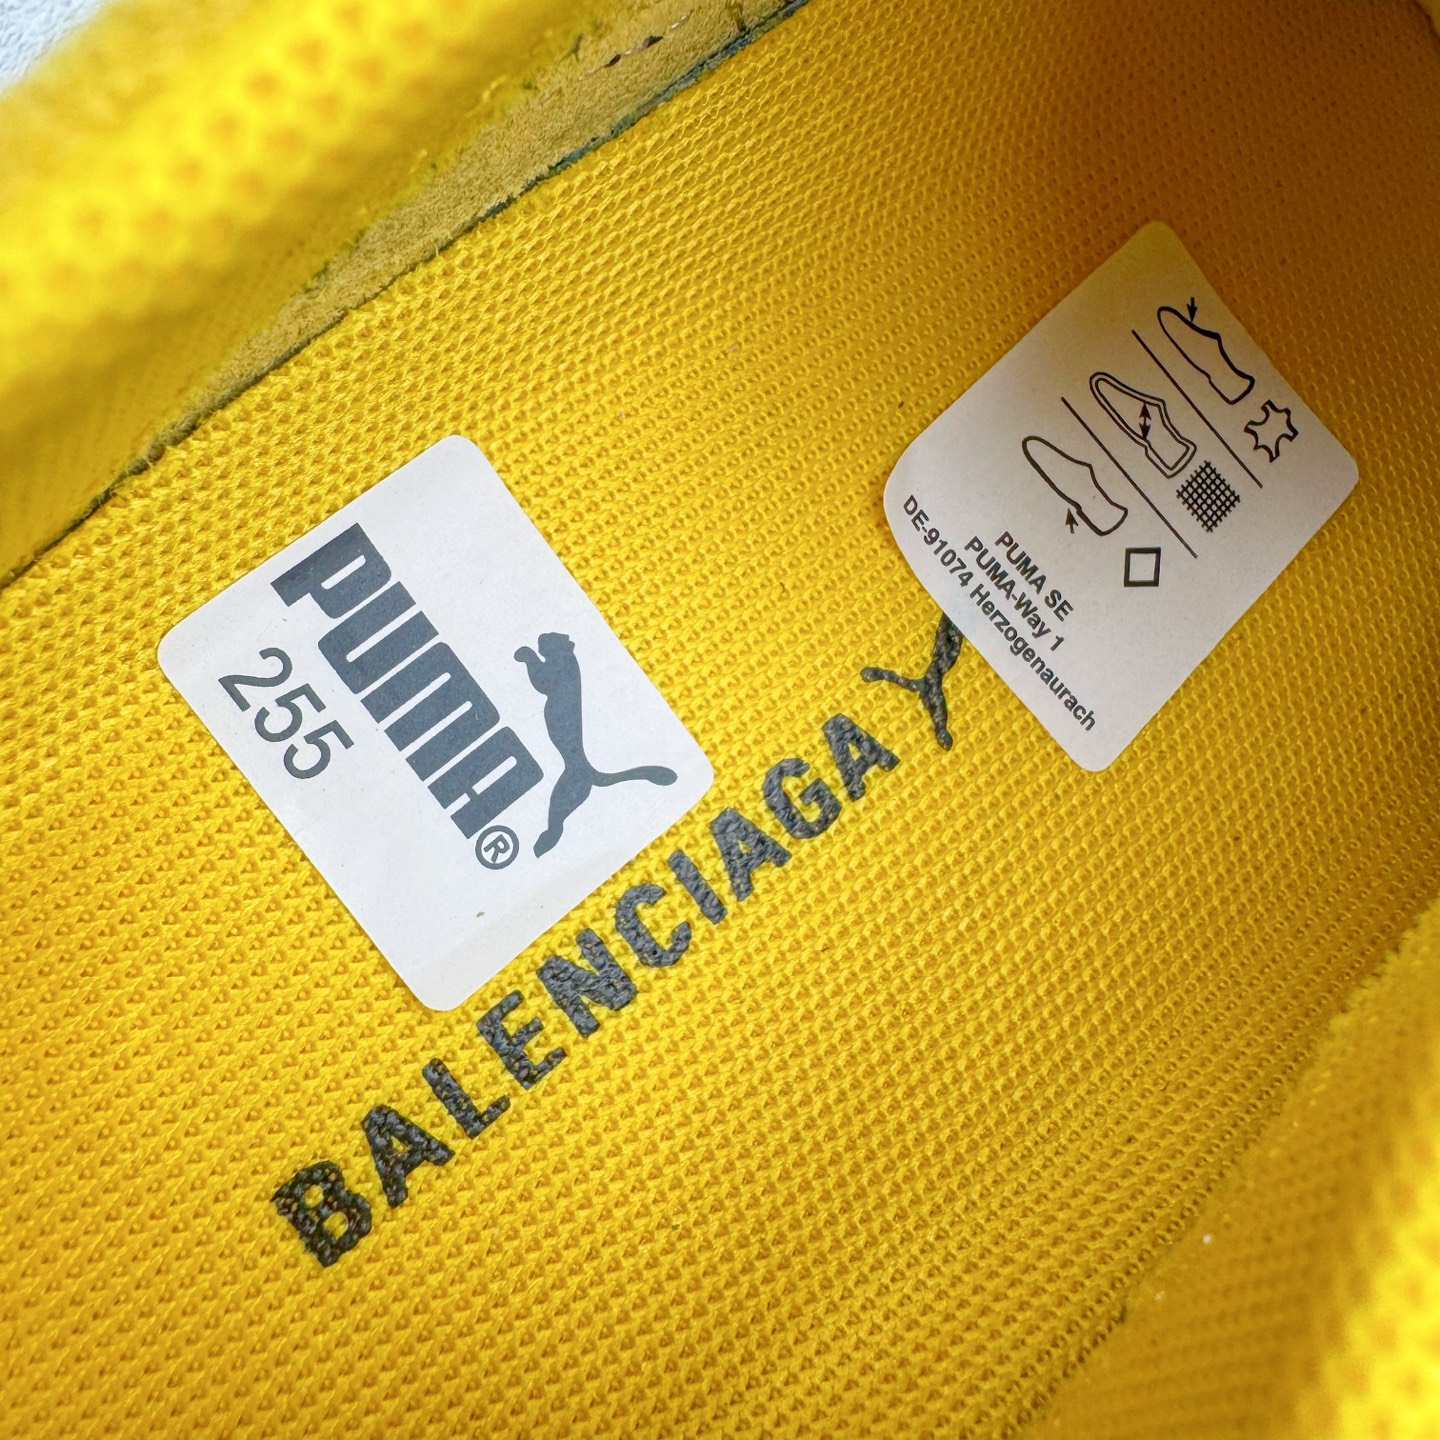 PUMA®
255
BALENCIAGA
PUMA SE
PUMA-Way 1
DE-91074 Herzogenaurach